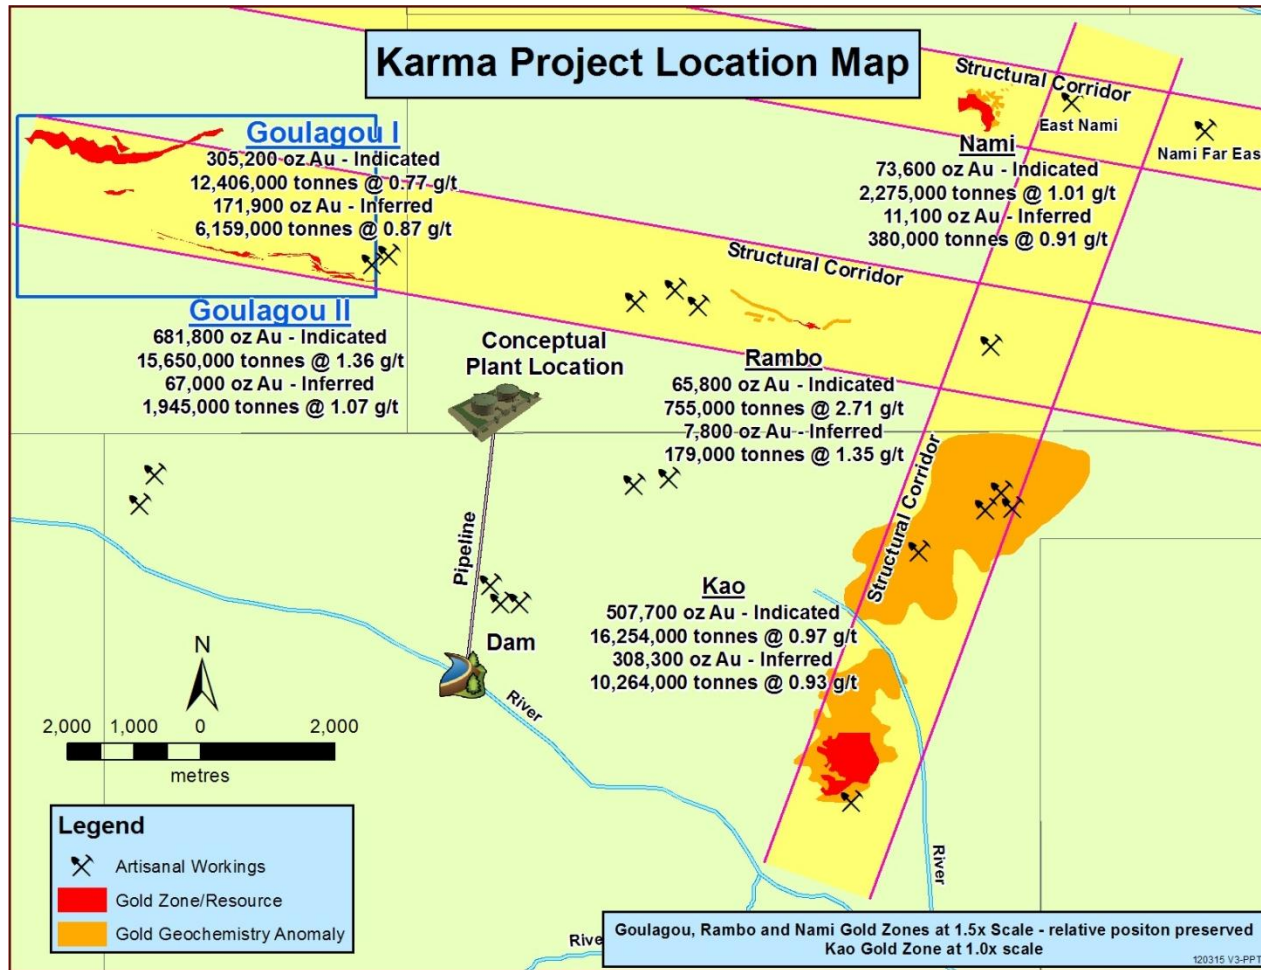 Karma Project Location Map
Structural Corridor
East Nami
Nami Far East
Nami
73,600 oz Au - Indicated
2,275,000 tonnes @ 1.01 g/t
11,100 oz Au - Inferred
380,000 tonnes @ 0.91 g/t
Goulagou I
305,200 oz Au - Indicated
12,406,000 tonnes @ 0.77 g/t
171,900 oz Au - Inferred
6,159,000 tonnes @ 0.87 g/t
Structural Corridor
Goulagou II
681,800 oz Au - Indicated
15,650,000 tonnes @ 1.36 g/t
67,000 oz Au - Inferred
1,945,000 tonnes @ 1.07 g/t
Conceptual
Plant Location
Rambo
65,800 oz Au - Indicated
755,000 tonnes @ 2.71 g/t
7,800 oz Au - Inferred
179,000 tonnes @ 1.35 g/t
Structural Corridor
Pipeline
Kao
507,700 oz Au - Indicated
16,254,000 tonnes @ 0.97 g/t
308,300 oz Au - Inferred
10,264,000 tonnes @ 0.93 g/t
Dam
River
N
2,000 1,000 0 2,000
metres
Legend
Artisanal Workings
Gold Zone/Resource
Gold Geochemistry Anomaly
River
River
Goulagou, Rambo and Nami Gold Zones at 1.5x Scale - relative positon preserved
Kao Gold Zone at 1.0x scale
120315 V3-PPT